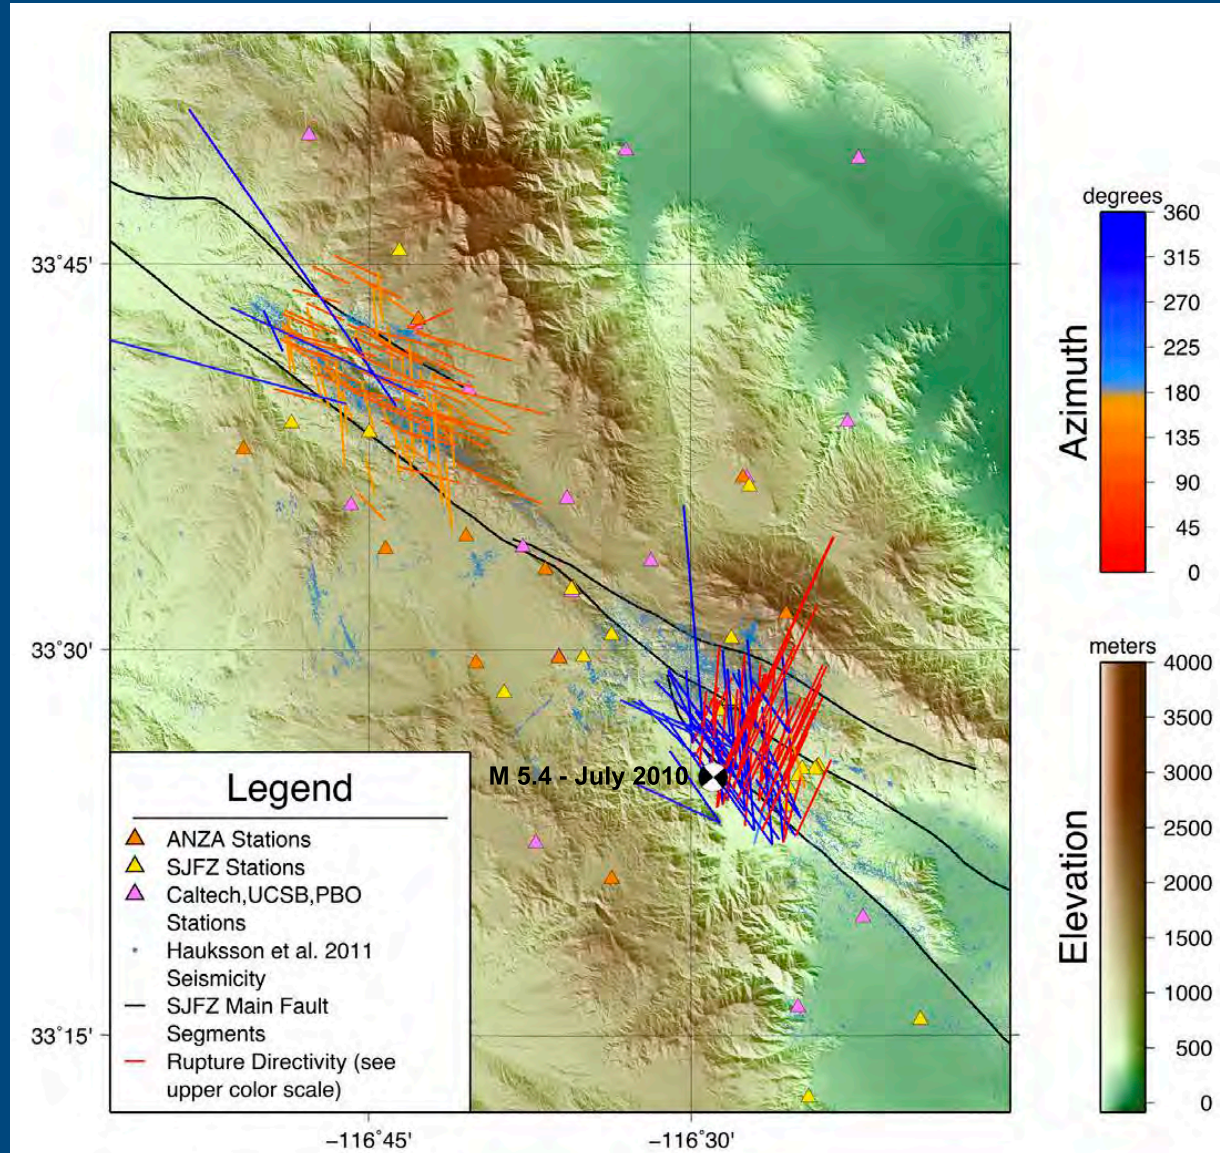 degrees
360
315
270
225
180
135
90
45
0
Azimuth
33˚45'
33˚30'
33˚15'
−116˚45'
−116˚30'
M 5.4 - July 2010
meters
4000
3500
3000
2500
2000
1500
1000
500
0
Elevation
Legend
ANZA Stations
SJFZ Stations
Caltech,UCSB,PBO
Stations
Hauksson et al. 2011
Seismicity
SJFZ Main Fault
Segments
Rupture Directivity (see
upper color scale)